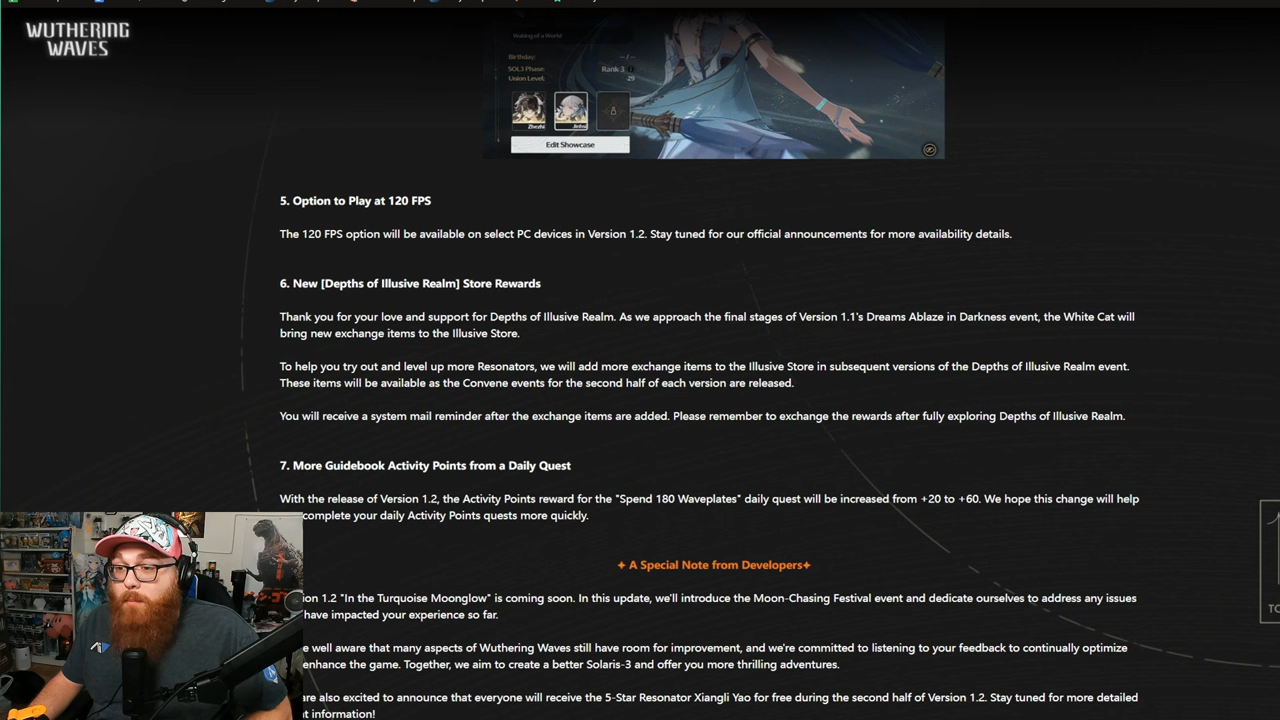 WUTHERING
WAVES
Waking of a World
Birthday: --/--
SOL3 Phase: Rank 3
Union Level: 29
Zhezhi Jinhsi
Edit Showcase
5. Option to Play at 120 FPS
The 120 FPS option will be available on select PC devices in Version 1.2. Stay tuned for our official announcements for more availability details.
6. New [Depths of Illusive Realm] Store Rewards
Thank you for your love and support for Depths of Illusive Realm. As we approach the final stages of Version 1.1's Dreams Ablaze in Darkness event, the White Cat will
bring new exchange items to the Illusive Store.
To help you try out and level up more Resonators, we will add more exchange items to the Illusive Store in subsequent versions of the Depths of Illusive Realm event.
These items will be available as the Convene events for the second half of each version are released.
You will receive a system mail reminder after the exchange items are added. Please remember to exchange the rewards after fully exploring Depths of Illusive Realm.
7. More Guidebook Activity Points from a Daily Quest
With the release of Version 1.2, the Activity Points reward for the "Spend 180 Waveplates" daily quest will be increased from +20 to +60. We hope this change will help
complete your daily Activity Points quests more quickly.
✦ A Special Note from Developers✦
ion 1.2 "In the Turquoise Moonglow" is coming soon. In this update, we'll introduce the Moon-Chasing Festival event and dedicate ourselves to address any issues
have impacted your experience so far.
e well aware that many aspects of Wuthering Waves still have room for improvement, and we're committed to listening to your feedback to continually optimize
enhance the game. Together, we aim to create a better Solaris-3 and offer you more thrilling adventures.
are also excited to announce that everyone will receive the 5-Star Resonator Xiangli Yao for free during the second half of Version 1.2. Stay tuned for more detailed
t information!